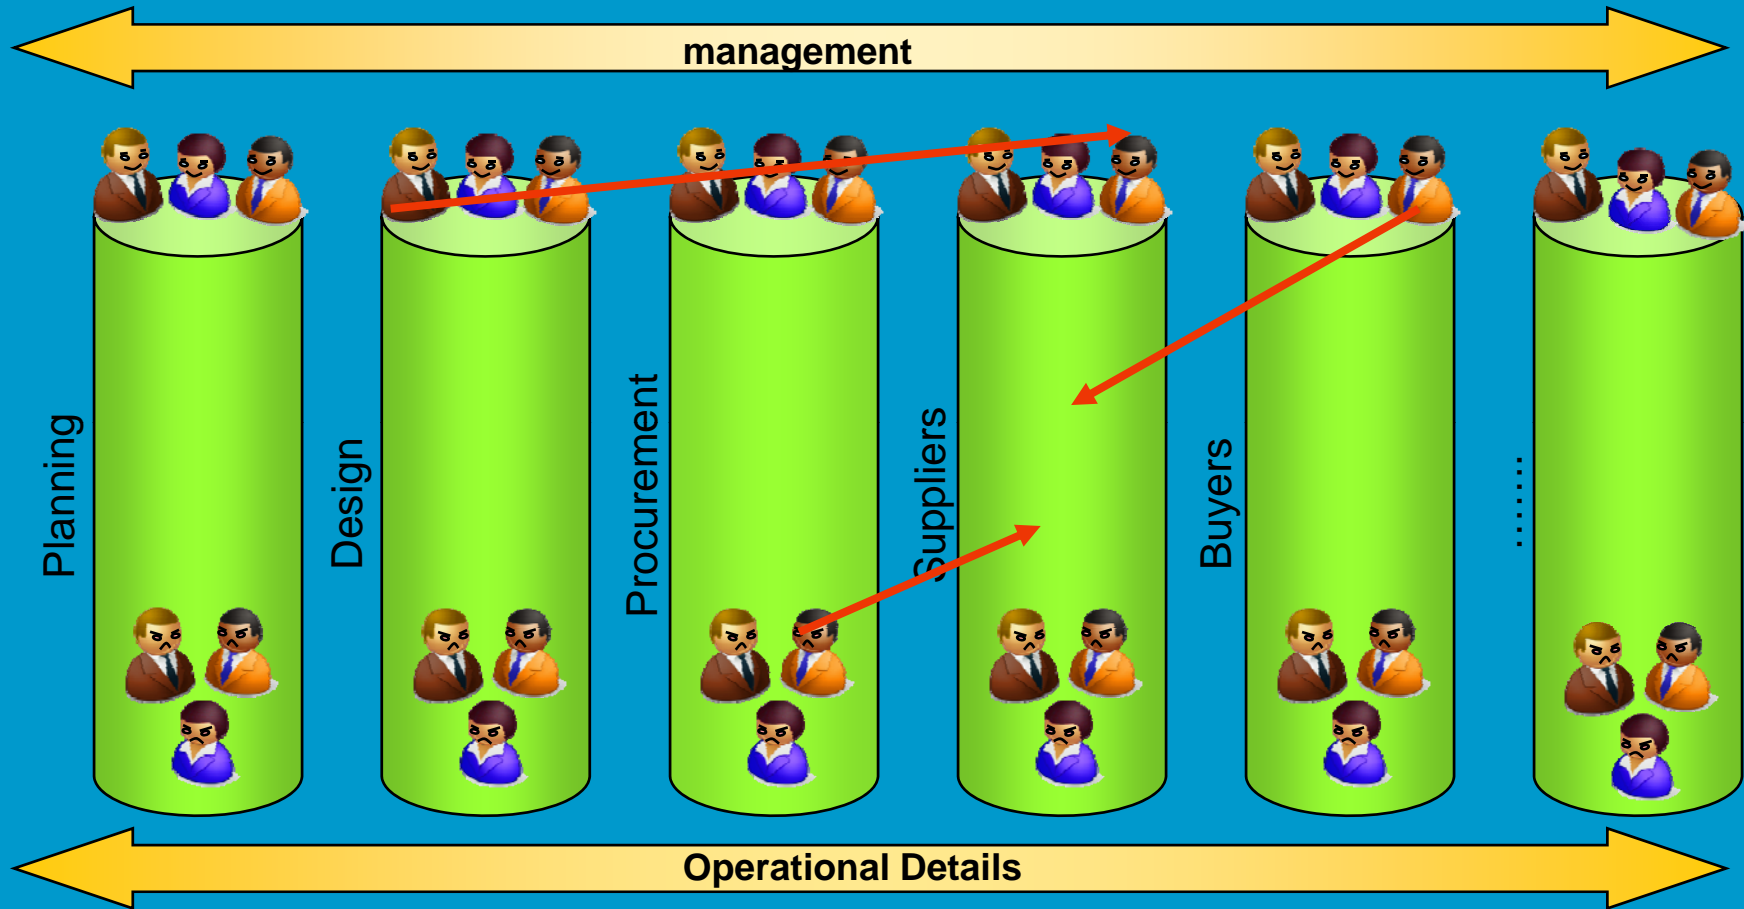 management
Planning
Design
Procurement
Suppliers
Buyers
........
Operational Details